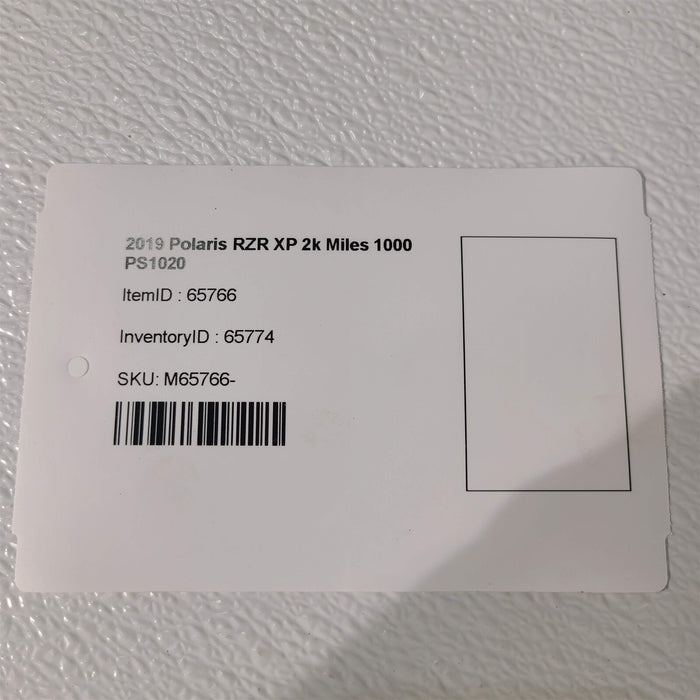 2019 Polaris RZR XP 2k Miles 1000
PS1020
ItemID : 65766
InventoryID : 65774
SKU: M65766-